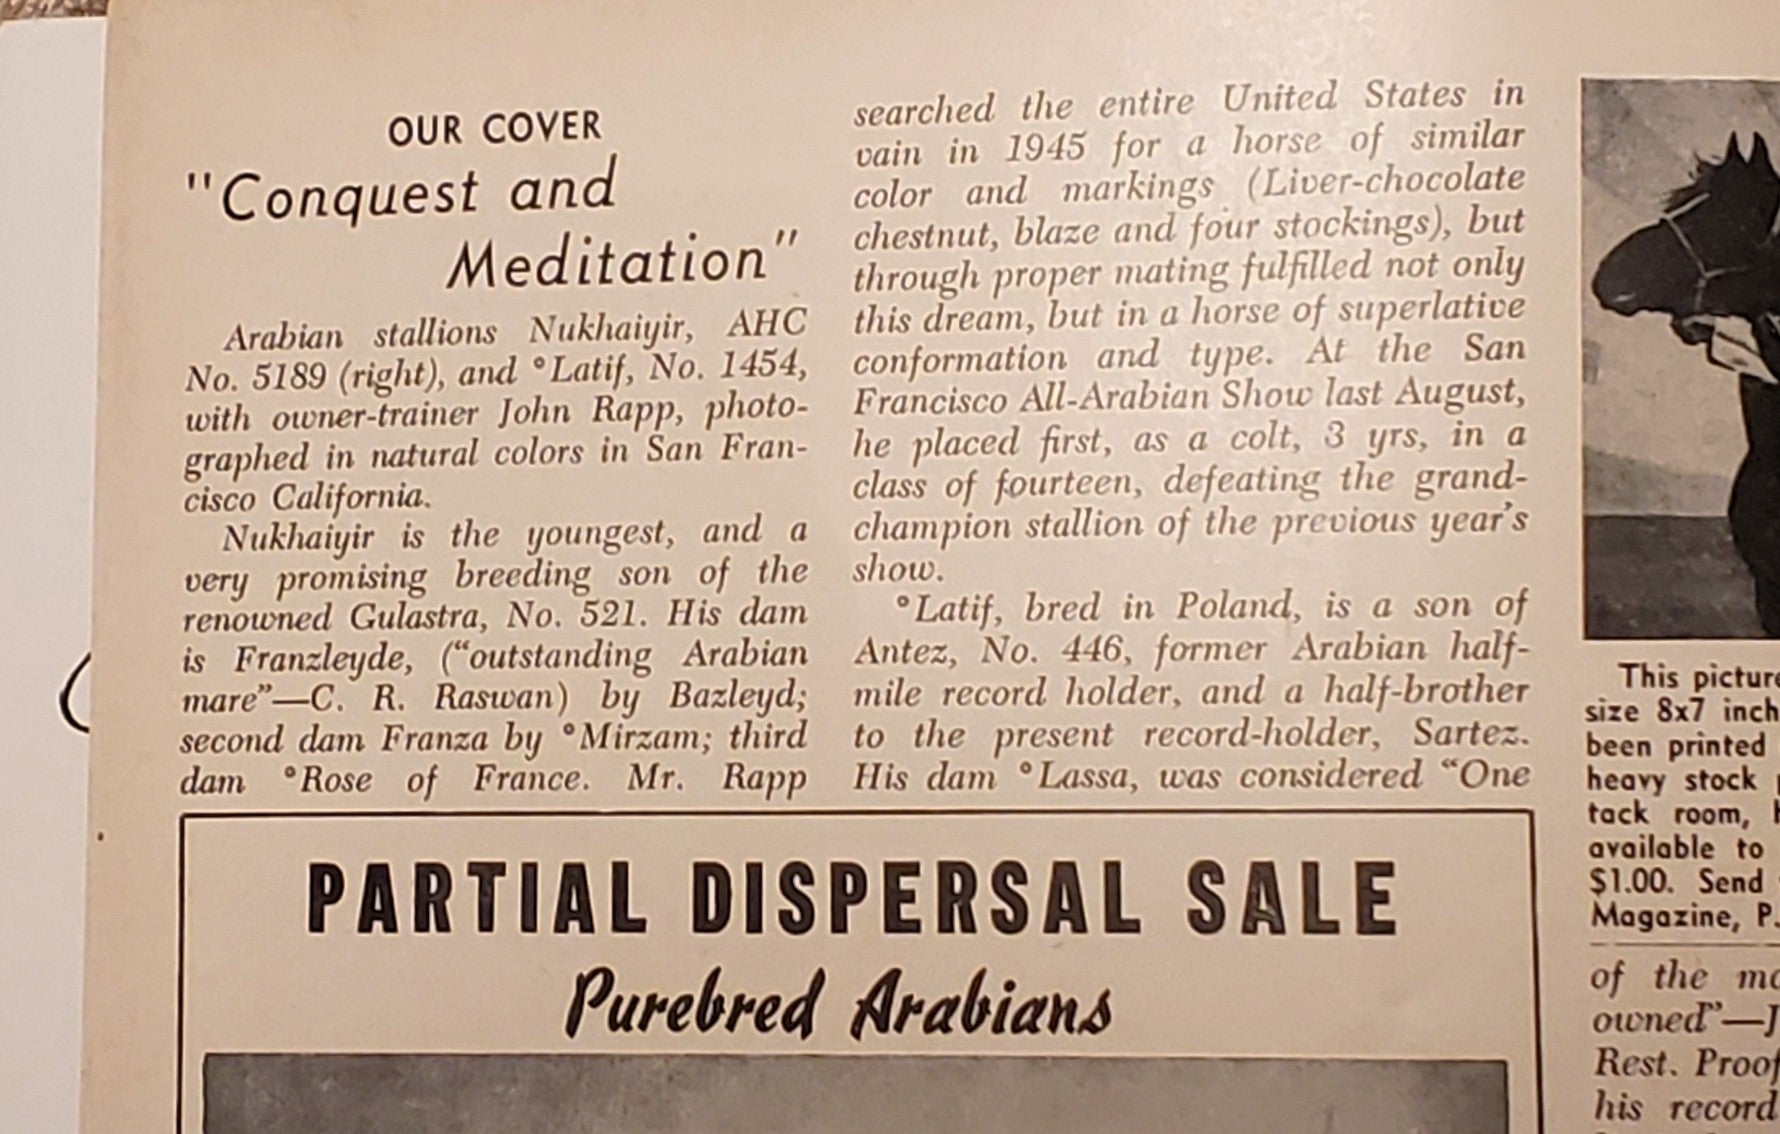 OUR COVER
"Conquest and
Meditation"
Arabian stallions Nukhaiyir, AHC
No. 5189 (right), and °Latif, No. 1454,
with owner-trainer John Rapp, photo-
graphed in natural colors in San Fran-
cisco California.
Nukhaiyir is the youngest, and a
very promising breeding son of the
renowned Gulastra, No. 521. His dam
is Franzleyde, (“outstanding Arabian
mare”—C. R. Raswan) by Bazleyd;
second dam Franza by °Mirzam; third
dam °Rose of France. Mr. Rapp
searched the entire United States in
vain in 1945 for a horse of similar
color and markings (Liver-chocolate
chestnut, blaze and four stockings), but
through proper mating fulfilled not only
this dream, but in a horse of superlative
conformation and type. At the San
Francisco All-Arabian Show last August,
he placed first, as a colt, 3 yrs, in a
class of fourteen, defeating the grand-
champion stallion of the previous year's
show.
°Latif, bred in Poland, is a son of
Antez, No. 446, former Arabian half-
mile record holder, and a half-brother
to the present record-holder, Sartez.
His dam °Lassa, was considered “One
This picture
size 8x7 inch
been printed
heavy stock
tack room,
available to
$1.00. Send
Magazine, P.
of the
owned”—J
Rest. Proof
his record
PARTIAL DISPERSAL SALE
Purebred Arabians